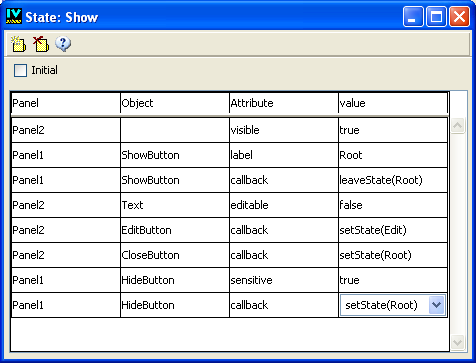 IV STUDIO State: Show
Initial
Panel Object Attribute value
Panel2 visible true
Panel1 ShowButton label Root
Panel1 ShowButton callback leaveState(Root)
Panel2 Text editable false
Panel2 EditButton callback setState(Edit)
Panel2 CloseButton callback setState(Root)
Panel1 HideButton sensitive true
Panel1 HideButton callback setState(Root)